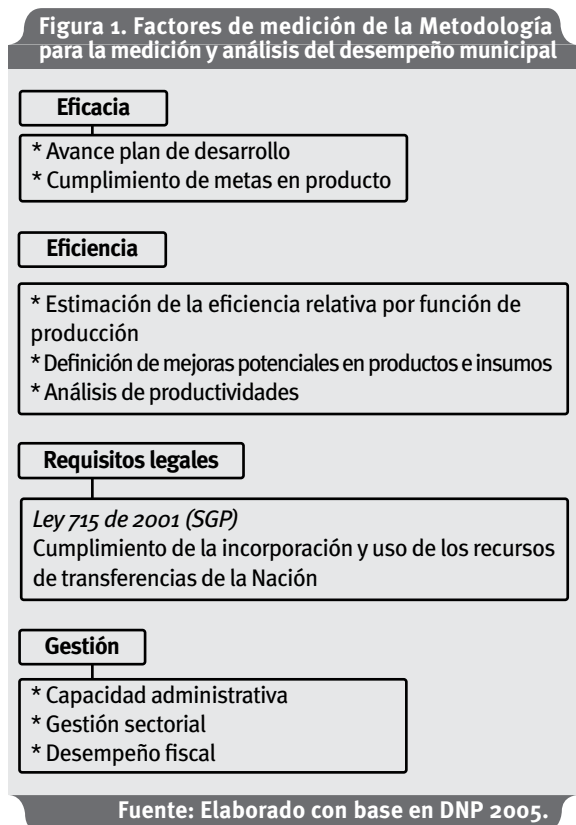 Figura 1. Factores de medición de la Metodología
para la medición y análisis del desempeño municipal
Eficacia
* Avance plan de desarrollo
* Cumplimiento de metas en producto
Eficiencia
* Estimación de la eficiencia relativa por función de
producción
* Definición de mejoras potenciales en productos e insumos
* Análisis de productividades
Requisitos legales
Ley 715 de 2001 (SGP)
Cumplimiento de la incorporación y uso de los recursos
de transferencias de la Nación
Gestión
* Capacidad administrativa
* Gestión sectorial
* Desempeño fiscal
Fuente: Elaborado con base en DNP 2005.